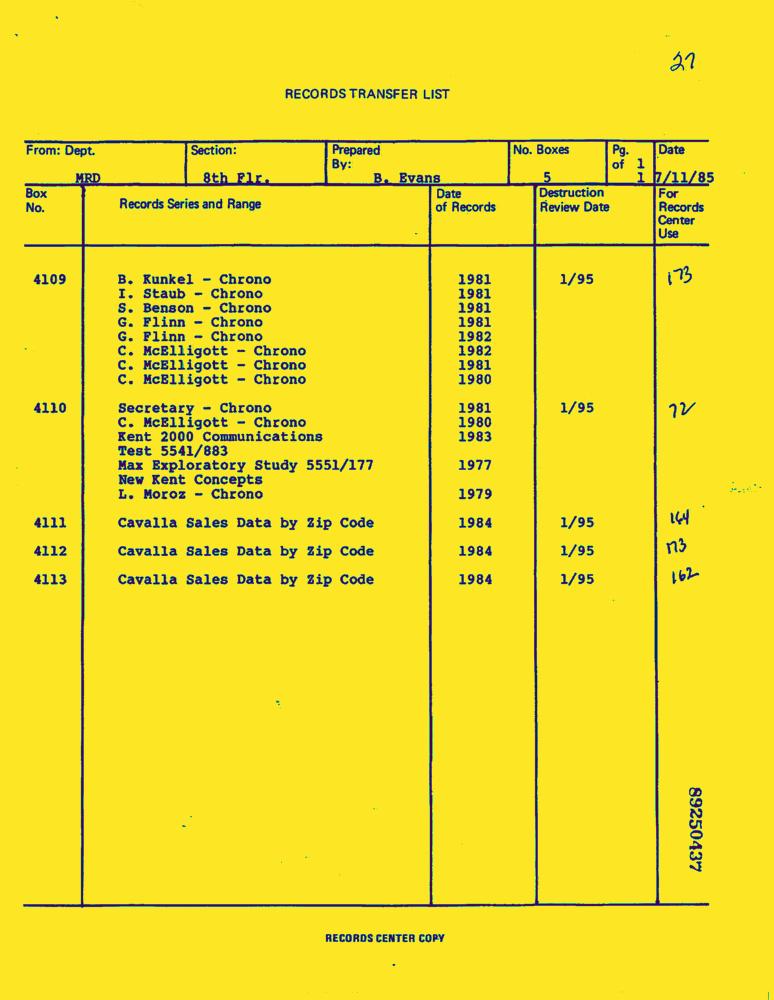 27
RECORDS TRANSFER LIST
From: Dept. Section: Prepared No. Boxes Pg. Date
By: of 1
MRD 8th Flr. B. Evans 5 1 7/11/85
Box Date Destruction For
No. Records Series and Range of Records Review Date Records
Center
Use
4109 B. Kunkel - Chrono 1981 1/95 173
I. Staub - Chrono 1981
S. Benson - Chrono 1981
G. Flinn - Chrono 1981
G. Flinn - Chrono 1982
C. McElligott - Chrono 1982
C. McElligott - Chrono 1981
C. McElligott - Chrono 1980
4110 Secretary - Chrono 1981 1/95 72
C. McElligott - Chrono 1980
Kent 2000 Communications 1983
Test 5541/883
Max Exploratory Study 5551/177 1977
New Kent Concepts
L. Moroz - Chrono 1979
4111 Cavalla Sales Data by Zip Code 1984 1/95 164
4112 Cavalla Sales Data by Zip Code 1984 1/95 173
4113 Cavalla Sales Data by Zip Code 1984 1/95 162
89250437
RECORDS CENTER COPY